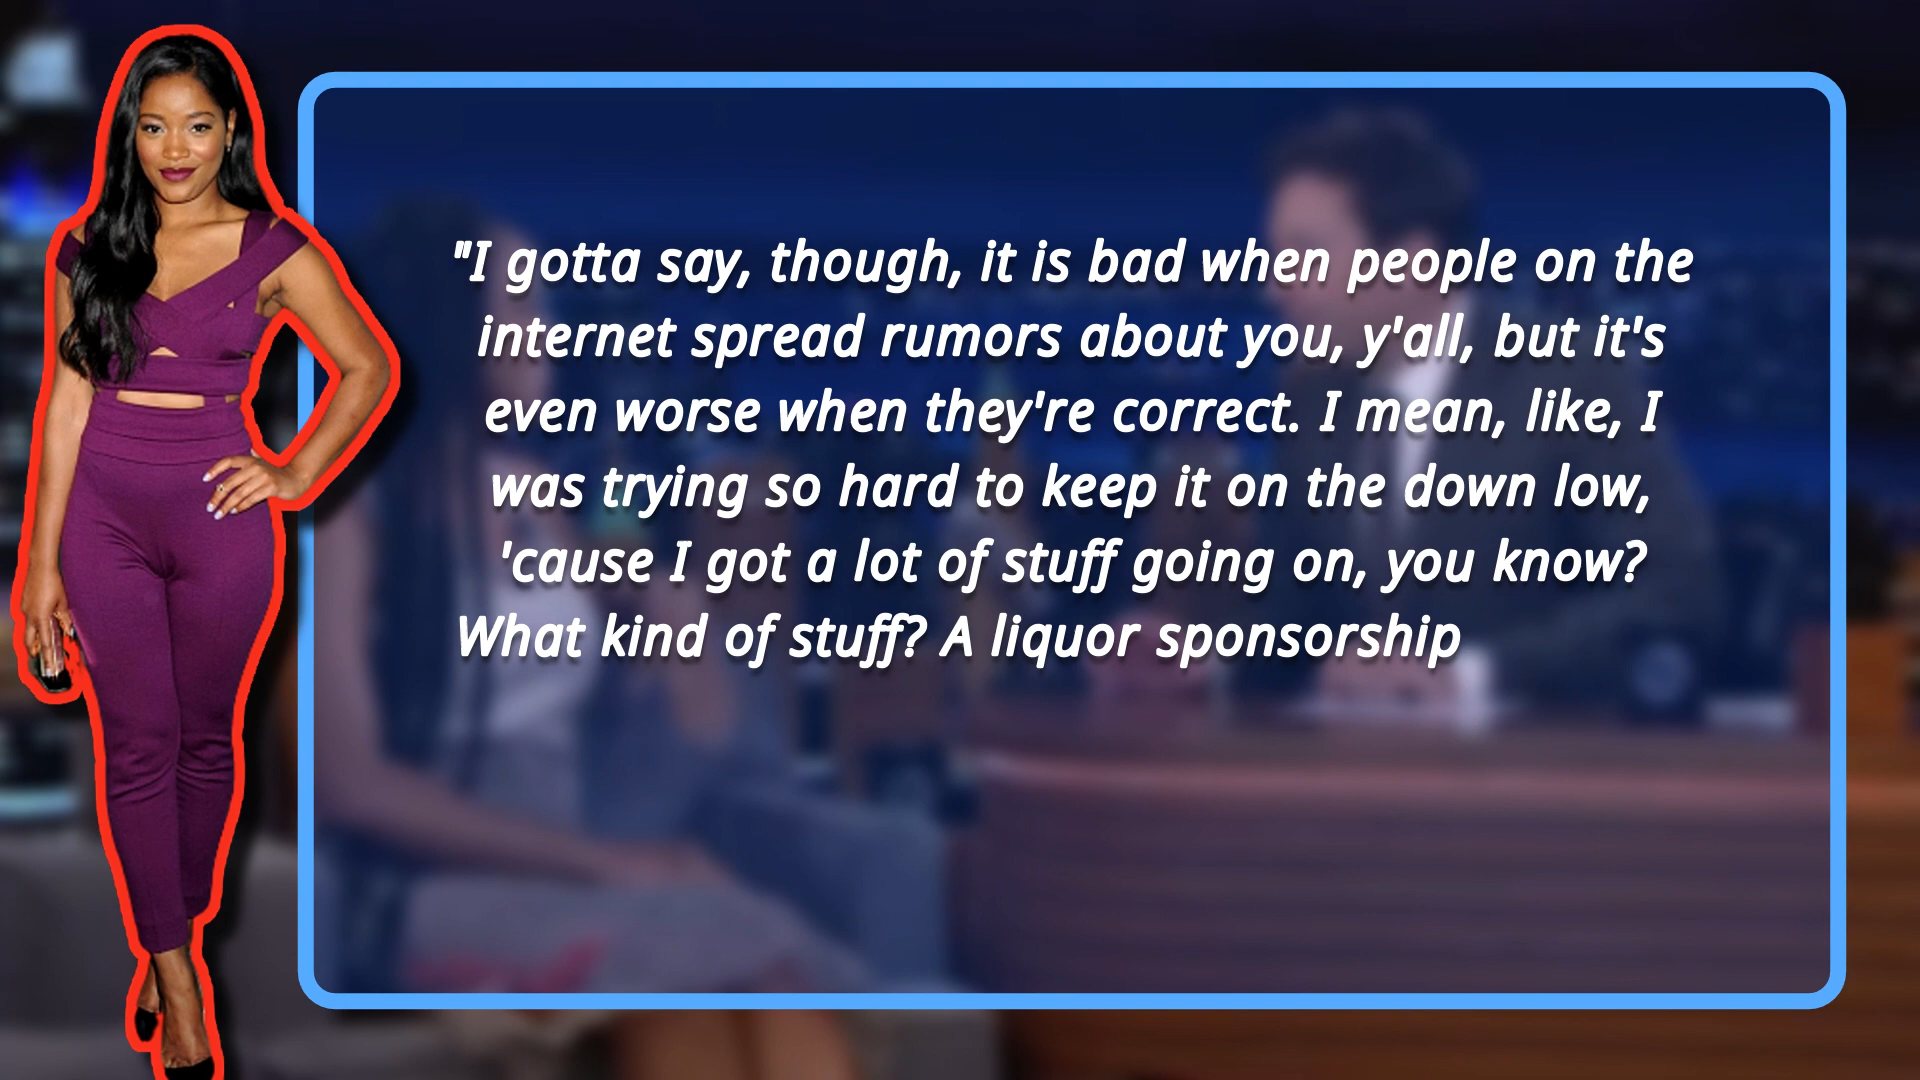 "I gotta say, though, it is bad when people on the
internet spread rumors about you, y'all, but it's
even worse when they're correct. I mean, like, I
was trying so hard to keep it on the down low,
'cause I got a lot of stuff going on, you know?
What kind of stuff? A liquor sponsorship